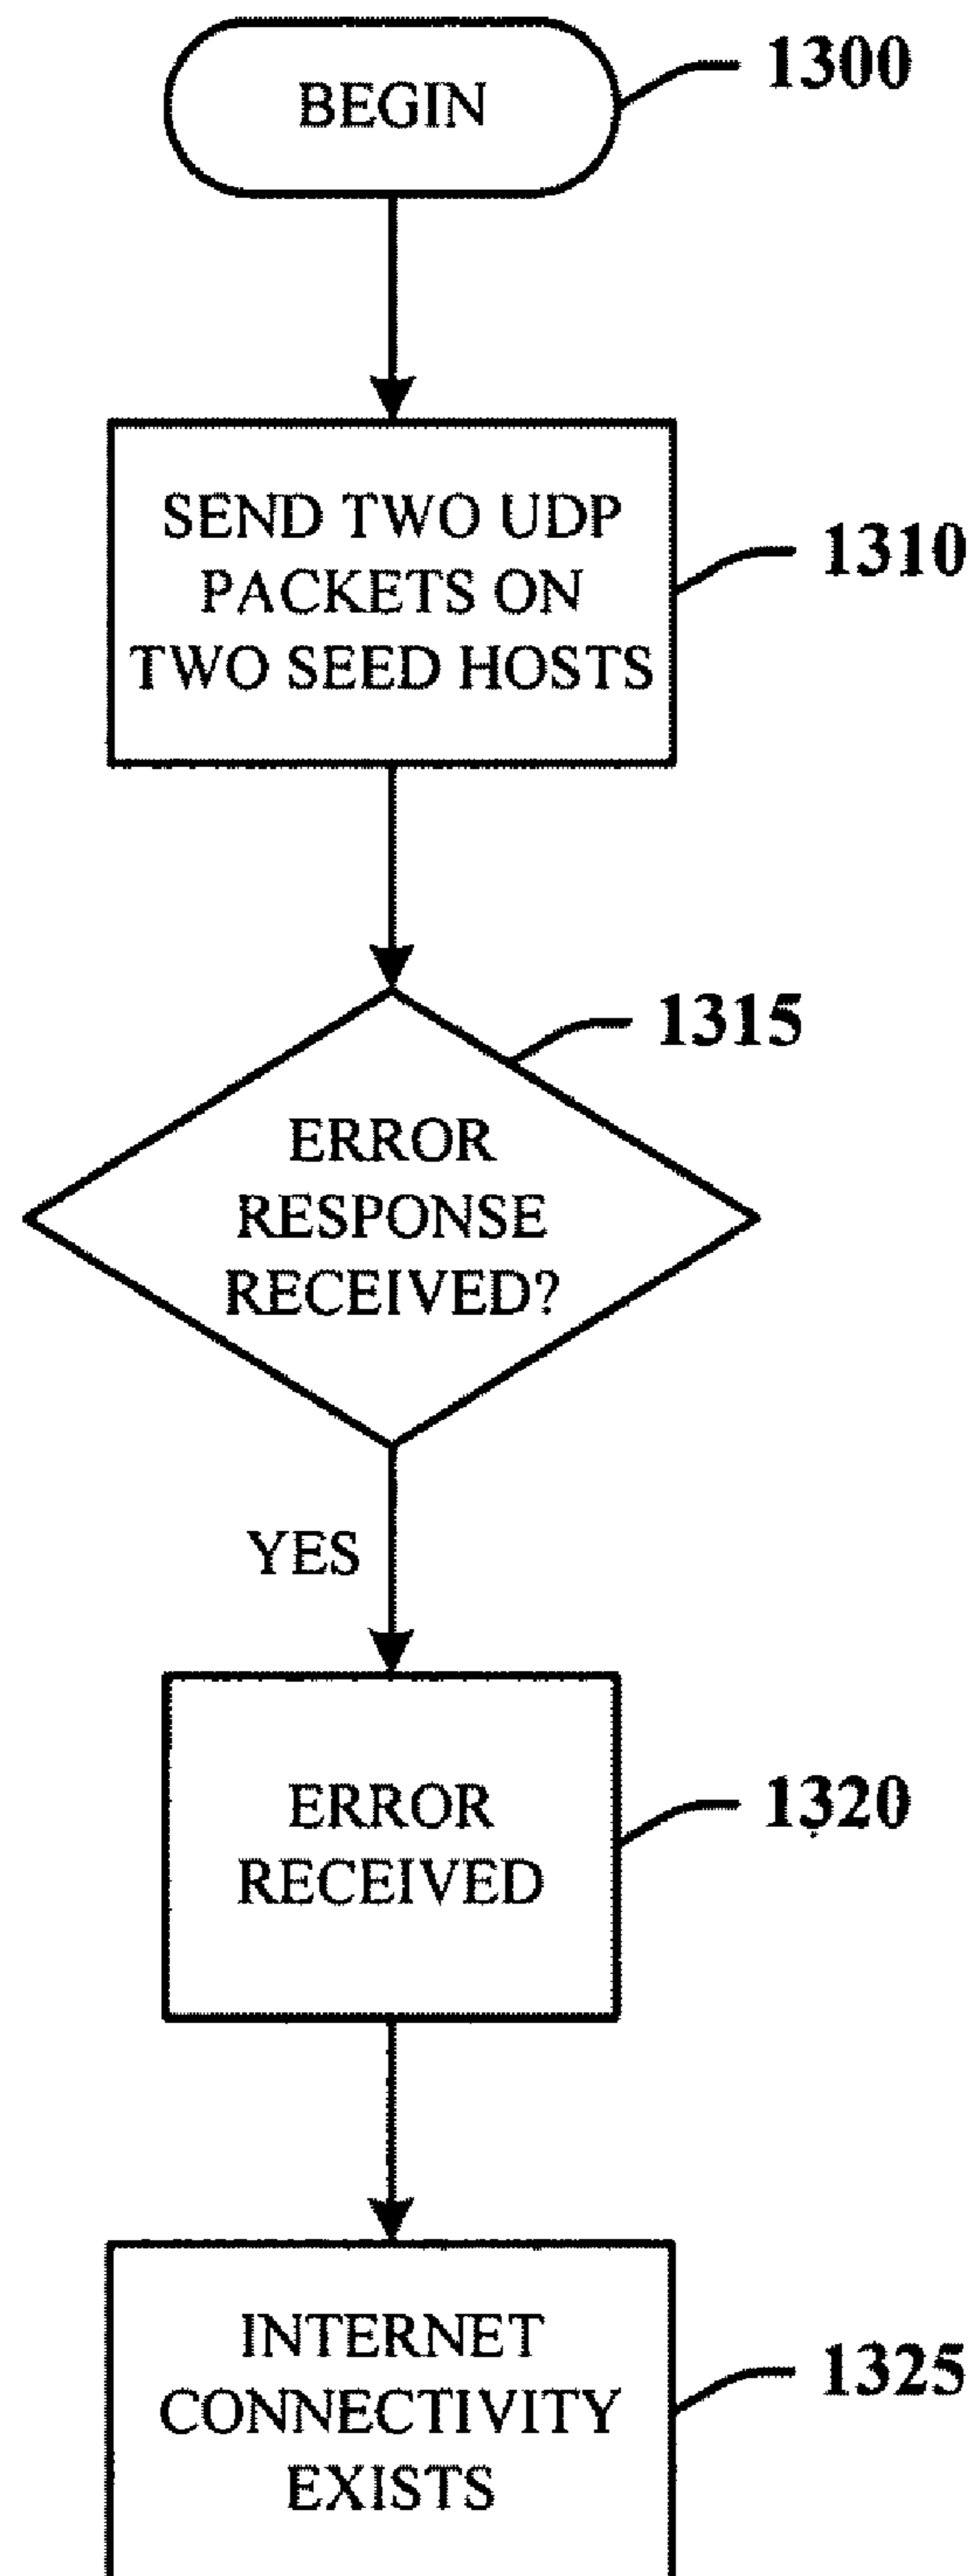 BEGIN
1300
SEND TWO UDP
PACKETS ON
TWO SEED HOSTS
1310
1315
ERROR
RESPONSE
RECEIVED?
YES
ERROR
RECEIVED
1320
INTERNET
CONNECTIVITY
EXISTS
1325